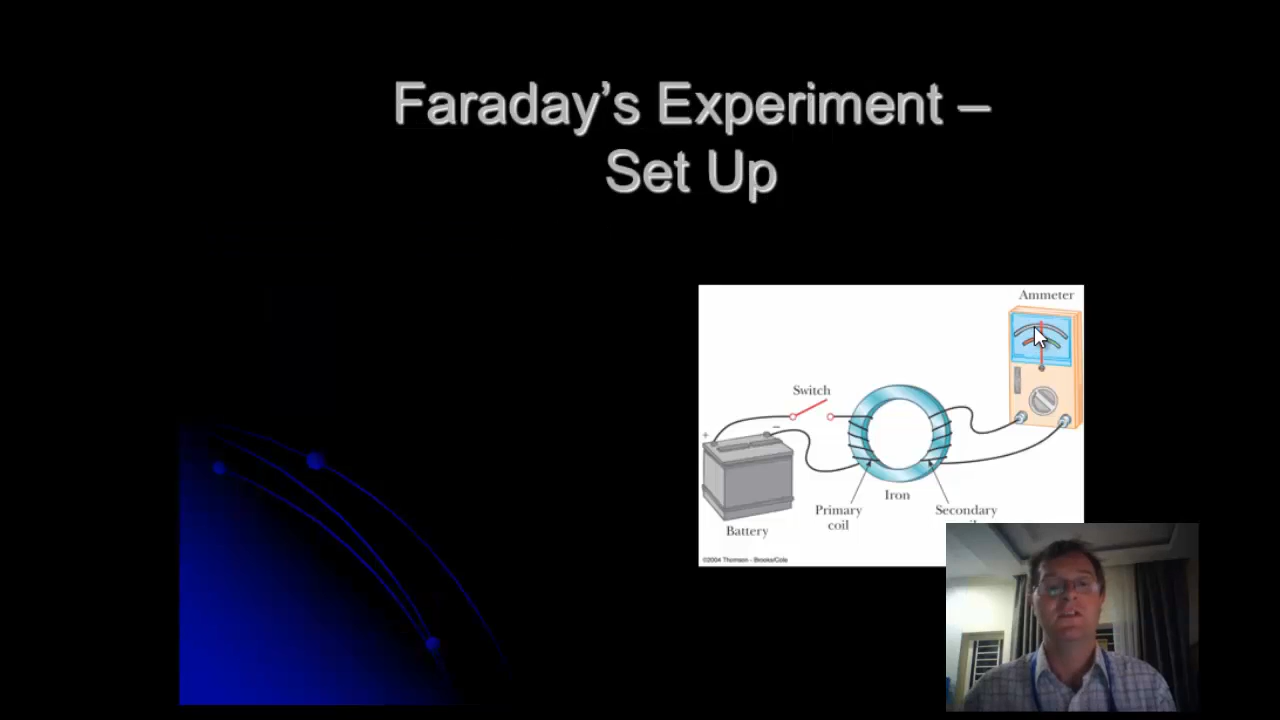 Faraday's Experiment –
Set Up
Ammeter
Switch
+
–
Iron
Primary
coil
Secondary
Battery
©2004 Thomson - Brooks/Cole